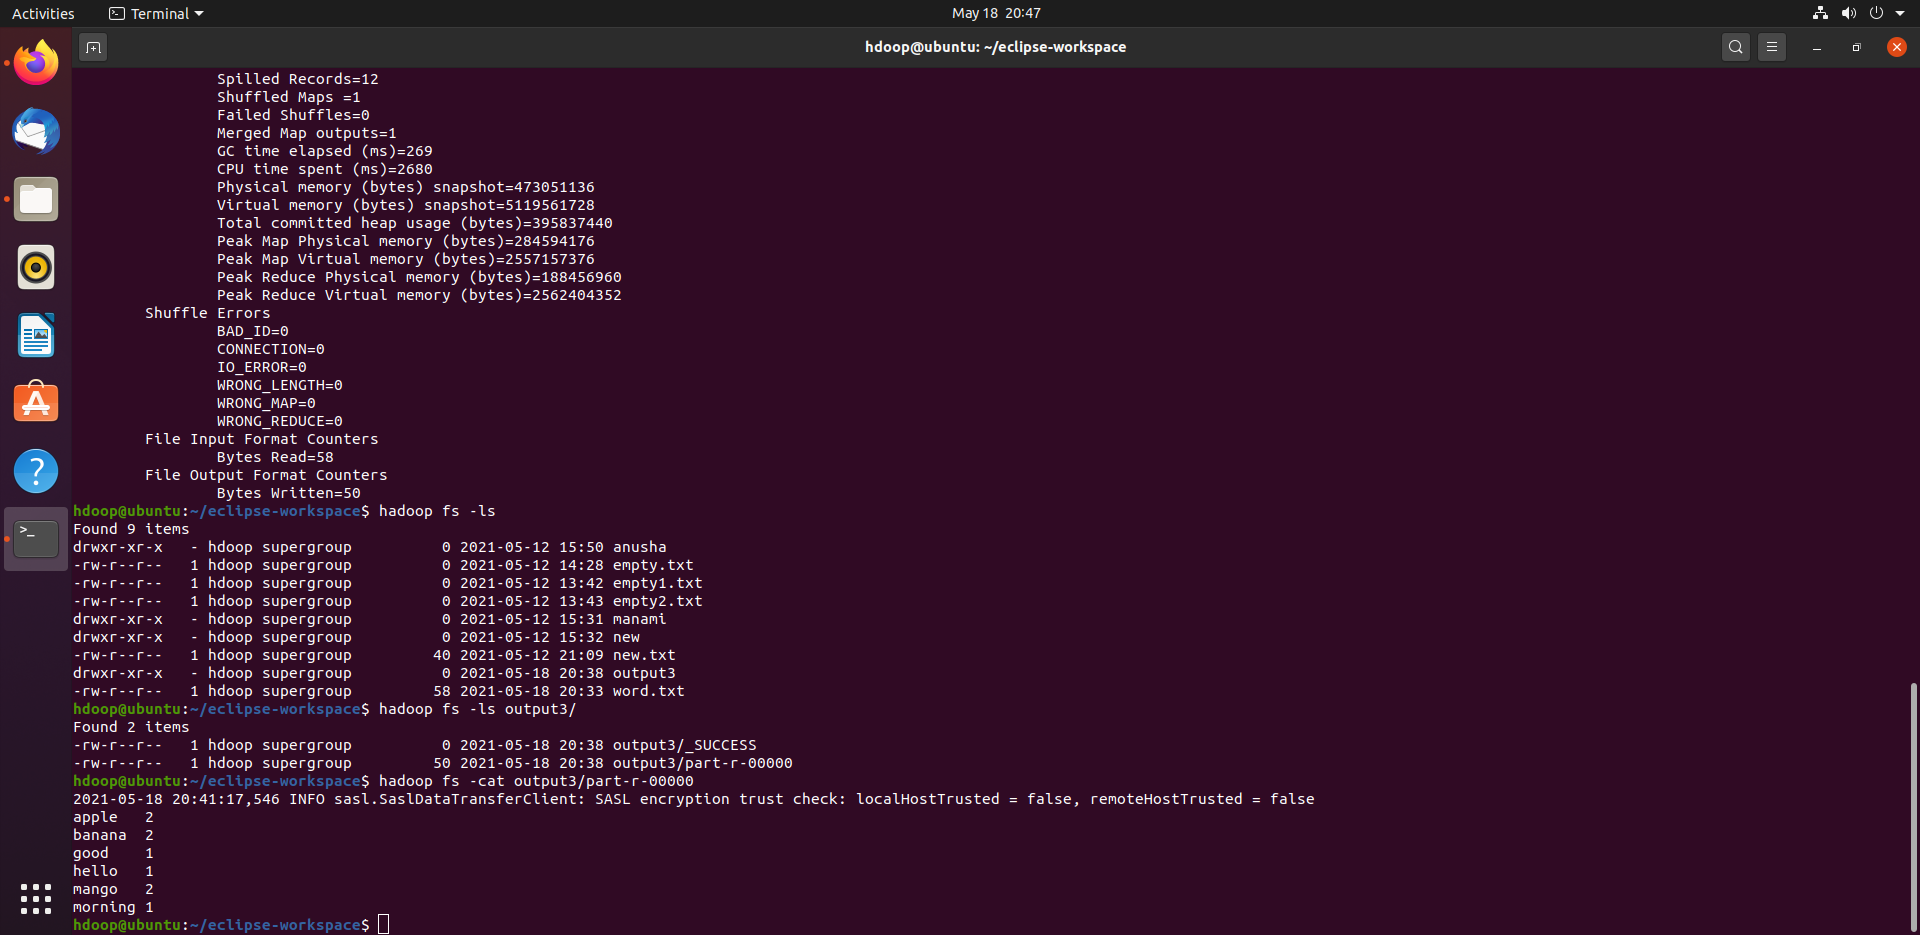 Activities Terminal May 18 20:47
hdoop@ubuntu: ~/eclipse-workspace
Spilled Records=12
Shuffled Maps =1
Failed Shuffles=0
Merged Map outputs=1
GC time elapsed (ms)=269
CPU time spent (ms)=2680
Physical memory (bytes) snapshot=473051136
Virtual memory (bytes) snapshot=5119561728
Total committed heap usage (bytes)=395837440
Peak Map Physical memory (bytes)=284594176
Peak Map Virtual memory (bytes)=2557157376
Peak Reduce Physical memory (bytes)=188456960
Peak Reduce Virtual memory (bytes)=2562404352
Shuffle Errors
BAD_ID=0
CONNECTION=0
IO_ERROR=0
WRONG_LENGTH=0
WRONG_MAP=0
WRONG_REDUCE=0
File Input Format Counters
Bytes Read=58
File Output Format Counters
Bytes Written=50
hdoop@ubuntu:~/eclipse-workspace$ hadoop fs -ls
Found 9 items
drwxr-xr-x   - hdoop supergroup          0 2021-05-12 15:50 anusha
-rw-r--r--   1 hdoop supergroup          0 2021-05-12 14:28 empty.txt
-rw-r--r--   1 hdoop supergroup          0 2021-05-12 13:42 empty1.txt
-rw-r--r--   1 hdoop supergroup          0 2021-05-12 13:43 empty2.txt
drwxr-xr-x   - hdoop supergroup          0 2021-05-12 15:31 manami
drwxr-xr-x   - hdoop supergroup          0 2021-05-12 15:32 new
-rw-r--r--   1 hdoop supergroup         40 2021-05-12 21:09 new.txt
drwxr-xr-x   - hdoop supergroup          0 2021-05-18 20:38 output3
-rw-r--r--   1 hdoop supergroup         58 2021-05-18 20:33 word.txt
hdoop@ubuntu:~/eclipse-workspace$ hadoop fs -ls output3/
Found 2 items
-rw-r--r--   1 hdoop supergroup          0 2021-05-18 20:38 output3/_SUCCESS
-rw-r--r--   1 hdoop supergroup         50 2021-05-18 20:38 output3/part-r-00000
hdoop@ubuntu:~/eclipse-workspace$ hadoop fs -cat output3/part-r-00000
2021-05-18 20:41:17,546 INFO sasl.SaslDataTransferClient: SASL encryption trust check: localHostTrusted = false, remoteHostTrusted = false
apple   2
banana  2
good    1
hello   1
mango   2
morning 1
hdoop@ubuntu:~/eclipse-workspace$